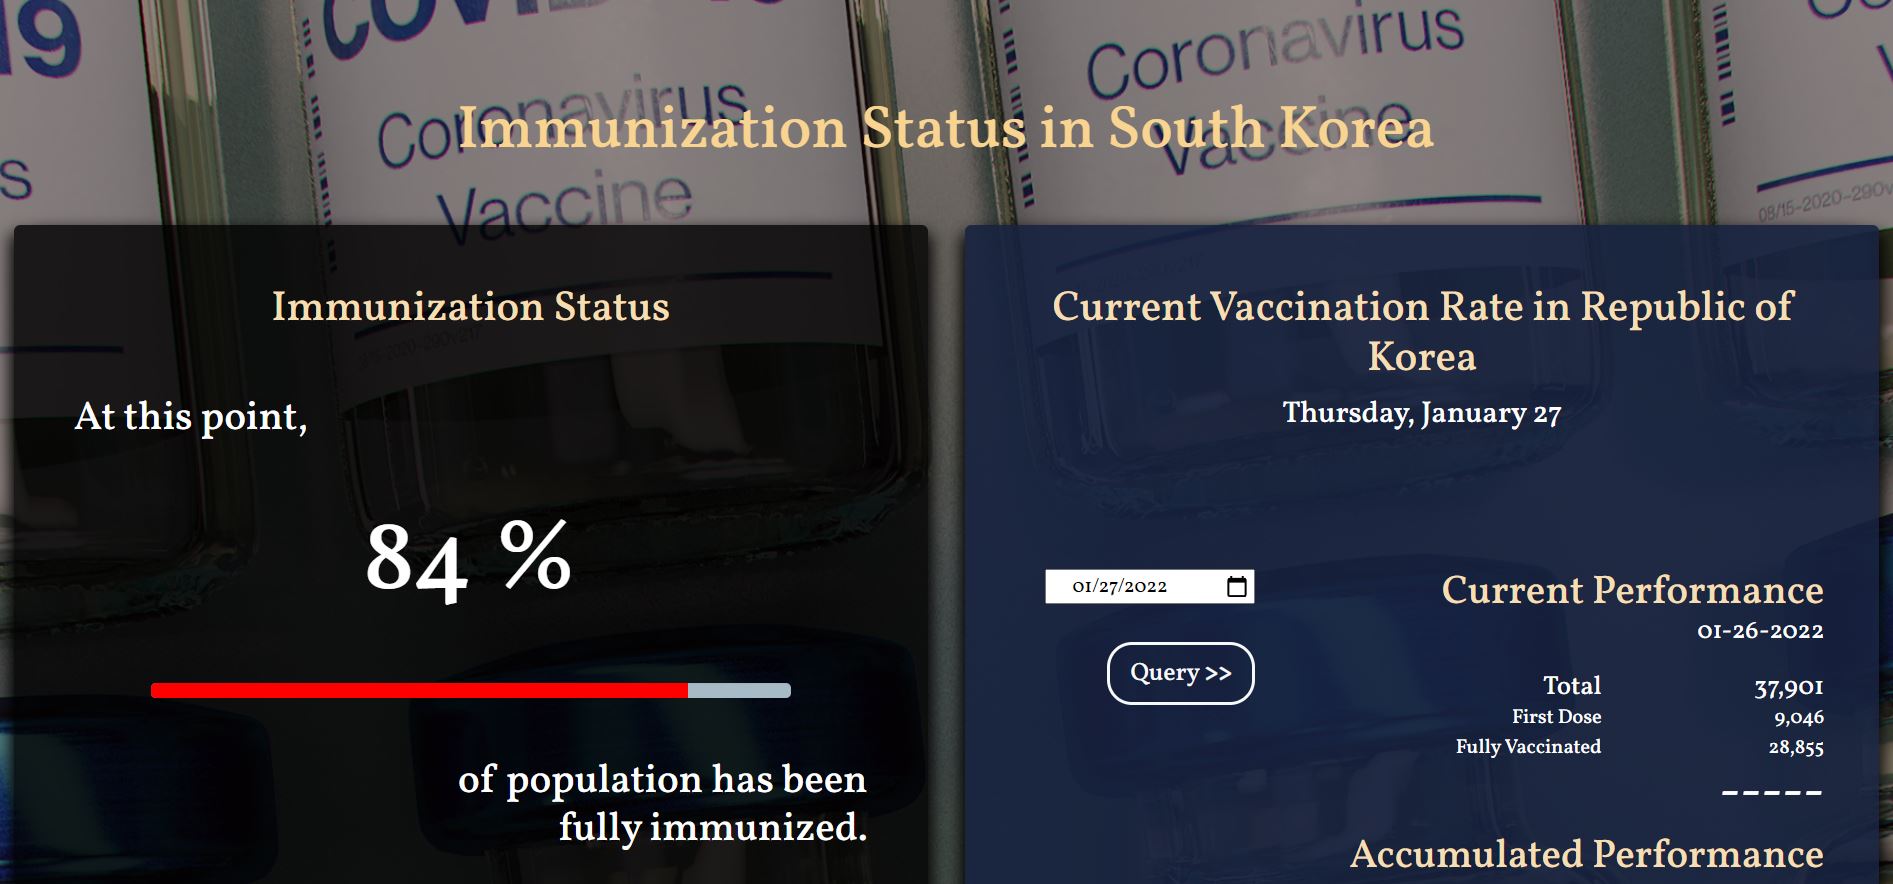 19
COVID-19
Coronavirus
Vaccine
Coronavirus
Vaccine
Immunization Status in South Korea
Immunization Status
At this point,
84 %
of population has been
fully immunized.
Current Vaccination Rate in Republic of
Korea
Thursday, January 27
01/27/2022
Query >>
Current Performance
01-26-2022
Total 37,901
First Dose 9,046
Fully Vaccinated 28,855
-----
Accumulated Performance